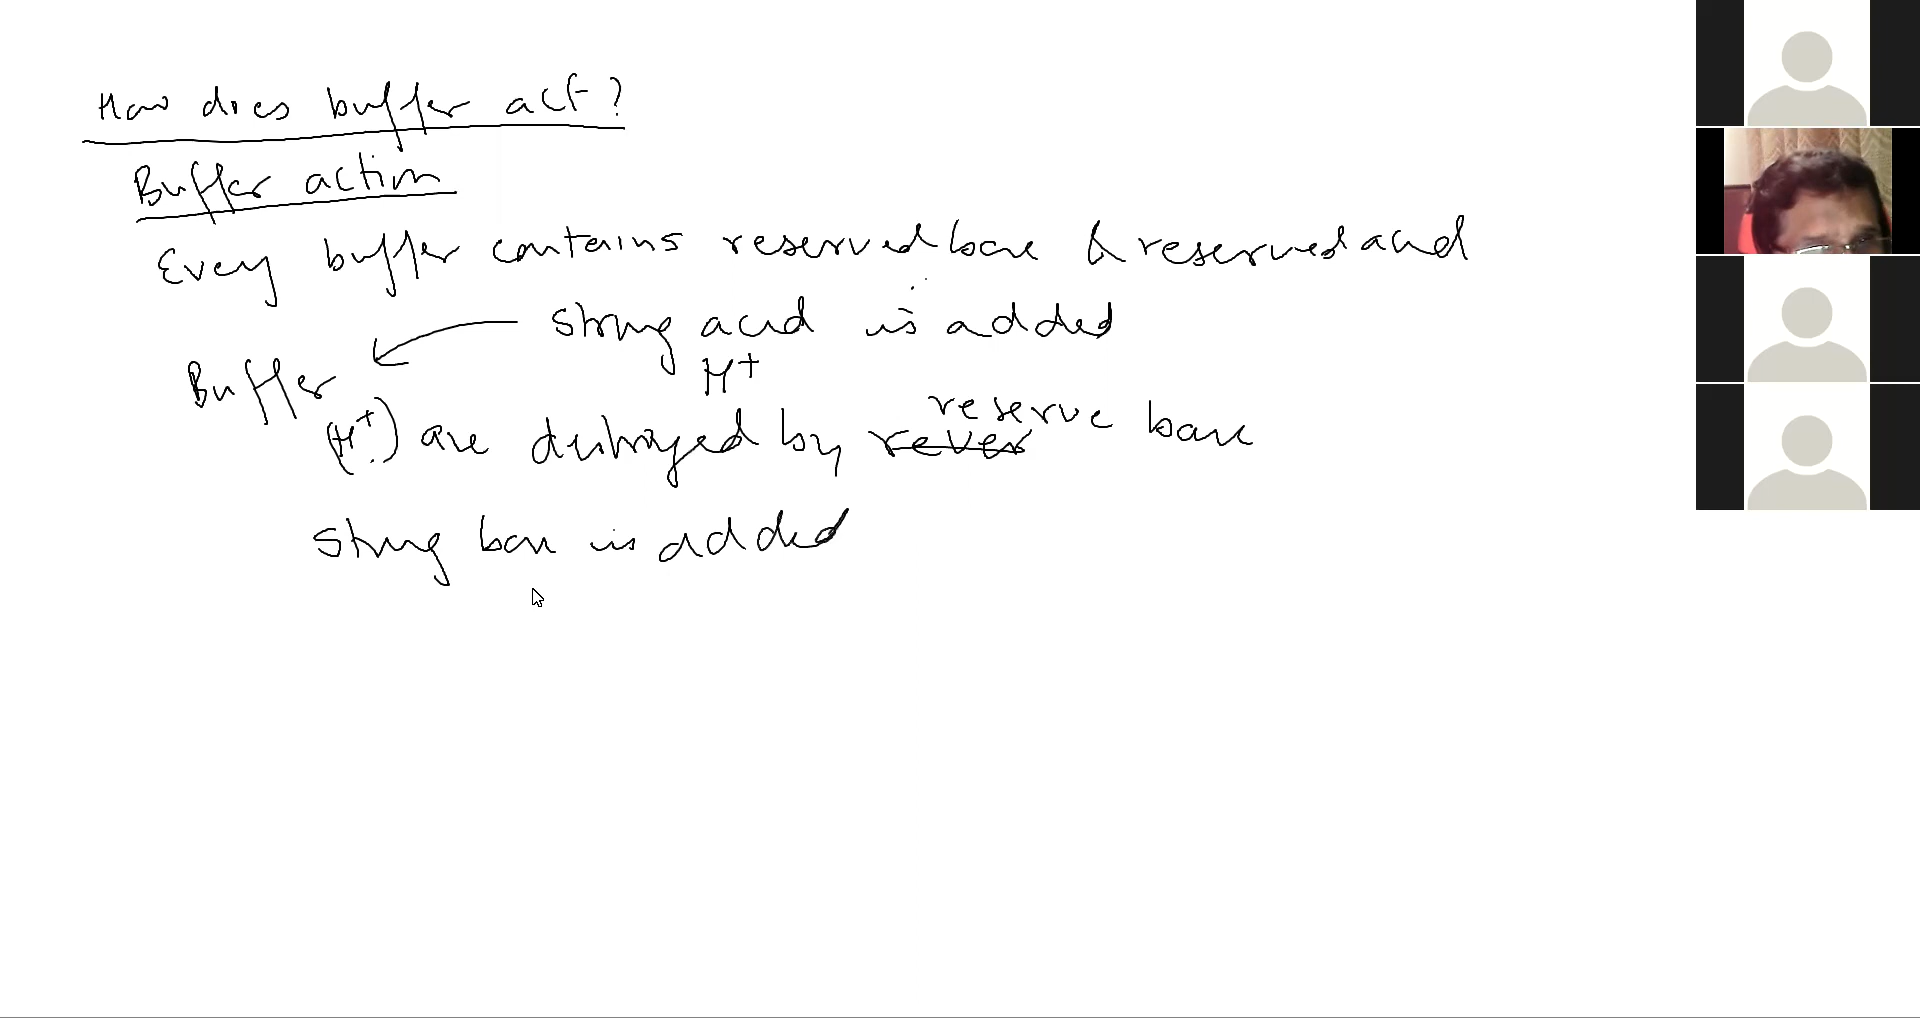 How does buffer act?
Buffer action
Every buffer contains reserved base & reserved acid
strong acid is added
Buffer H+
reserve base
(H+) are destroyed by rever
strong base is added